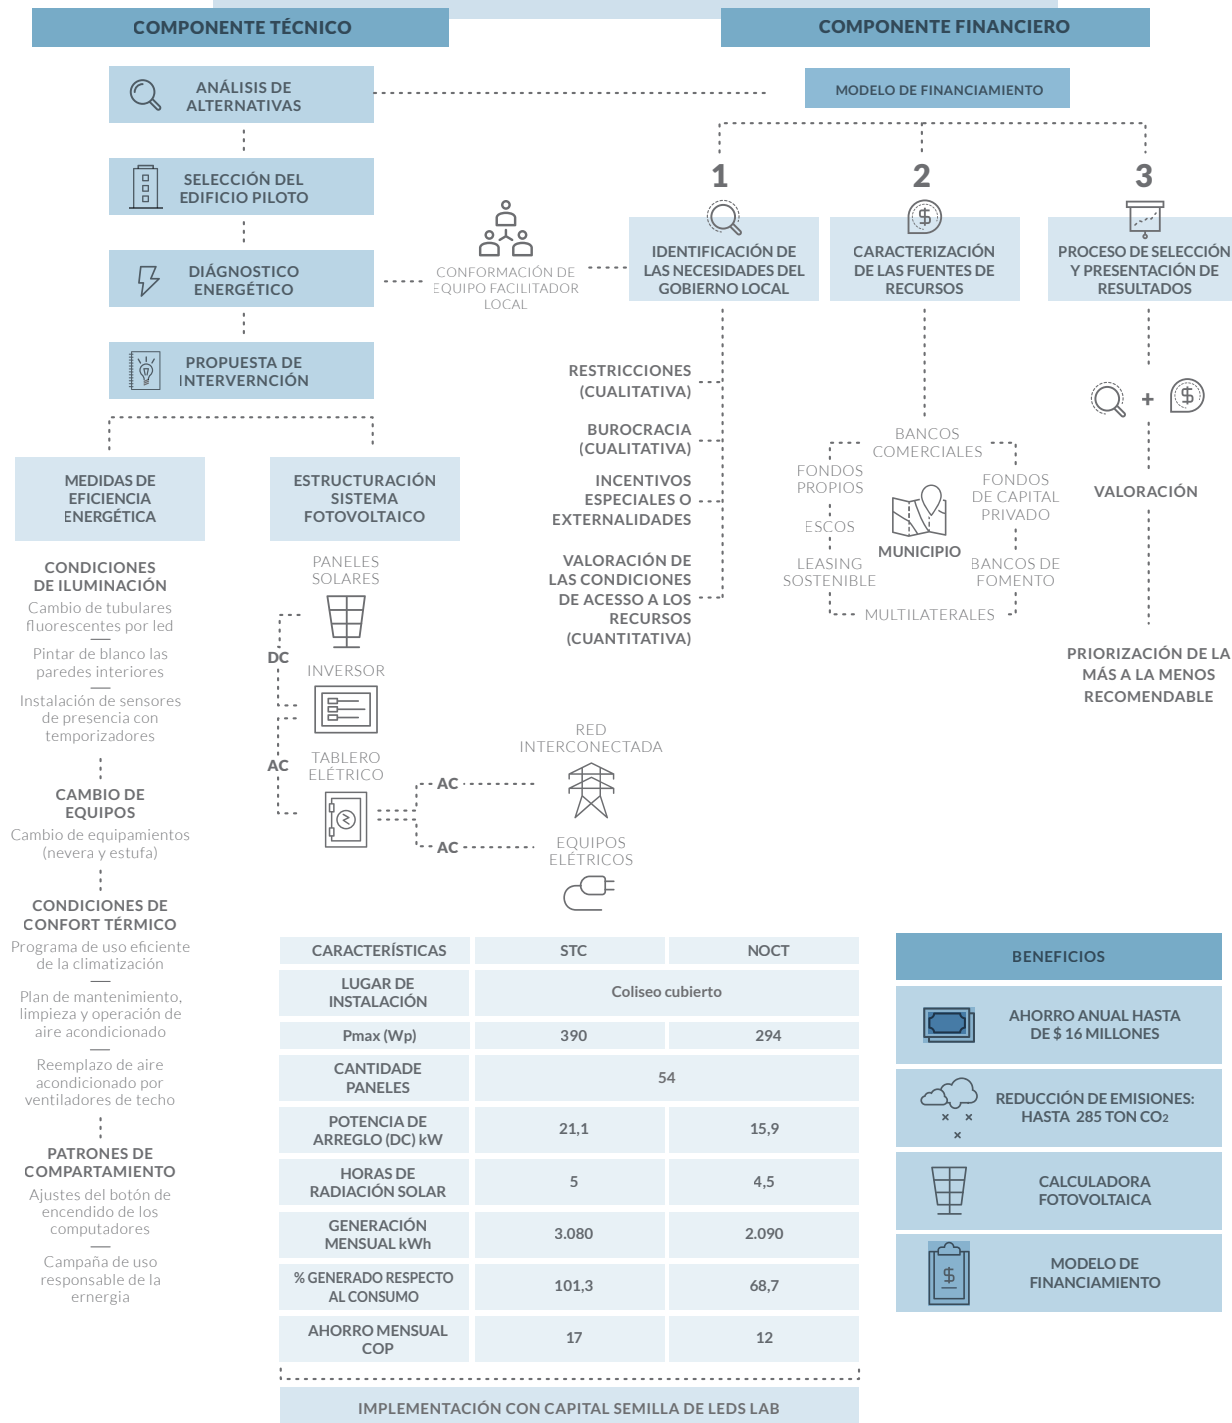 COMPONENTE TÉCNICO
ANÁLISIS DE
ALTERNATIVAS
SELECCIÓN DEL
EDIFICIO PILOTO
DIÁGNOSTICO
ENERGÉTICO
PROPUESTA DE
INTERVERNCIÓN
CONFORMACIÓN DE
EQUIPO FACILITADOR
LOCAL
COMPONENTE FINANCIERO
MODELO DE FINANCIAMIENTO
1
IDENTIFICACIÓN DE
LAS NECESIDADES DEL
GOBIERNO LOCAL
RESTRICCIONES
(CUALITATIVA)
BUROCRACIA
(CUALITATIVA)
INCENTIVOS
ESPECIALES O
EXTERNALIDADES
VALORACIÓN DE
LAS CONDICIONES
DE ACESSO A LOS
RECURSOS
(CUANTITATIVA)
2
$
CARACTERIZACIÓN
DE LAS FUENTES DE
RECURSOS
BANCOS
COMERCIALES
FONDOS
PROPIOS
FONDOS
DE CAPITAL
PRIVADO
ESCOS
MUNICIPIO
LEASING
SOSTENIBLE
BANCOS DE
FOMENTO
MULTILATERALES
3
PROCESO DE SELECCIÓN
Y PRESENTACIÓN DE
RESULTADOS
+ $
VALORACIÓN
PRIORIZACIÓN DE LA
MÁS A LA MENOS
RECOMENDABLE
MEDIDAS DE
EFICIENCIA
ENERGÉTICA
CONDICIONES
DE ILUMINACIÓN
Cambio de tubulares
fluorescentes por led
Pintar de blanco las
paredes interiores
Instalación de sensores
de presencia con
temporizadores
CAMBIO DE
EQUIPOS
Cambio de equipamientos
(nevera y estufa)
CONDICIONES DE
CONFORT TÉRMICO
Programa de uso eficiente
de la climatización
Plan de mantenimiento,
limpieza y operación de
aire acondicionado
Reemplazo de aire
acondicionado por
ventiladores de techo
PATRONES DE
COMPARTAMIENTO
Ajustes del botón de
encendido de los
computadores
Campaña de uso
responsable de la
ernergia
ESTRUCTURACIÓN
SISTEMA
FOTOVOLTAICO
PANELES
SOLARES
DC
INVERSOR
AC
TABLERO
ELÉTRICO
AC
RED
INTERCONECTADA
AC
EQUIPOS
ELÉTRICOS
CARACTERÍSTICAS STC NOCT
LUGAR DE
INSTALACIÓN
Coliseo cubierto
Pmax (Wp) 390 294
CANTIDADE
PANELES
54
POTENCIA DE
ARREGLO (DC) kW
21,1 15,9
HORAS DE
RADIACIÓN SOLAR
5 4,5
GENERACIÓN
MENSUAL kWh
3.080 2.090
% GENERADO RESPECTO
AL CONSUMO
101,3 68,7
AHORRO MENSUAL
COP
17 12
IMPLEMENTACIÓN CON CAPITAL SEMILLA DE LEDS LAB
BENEFICIOS
AHORRO ANUAL HASTA
DE $ 16 MILLONES
REDUCCIÓN DE EMISIONES:
HASTA 285 TON CO2
CALCULADORA
FOTOVOLTAICA
$
MODELO DE
FINANCIAMIENTO